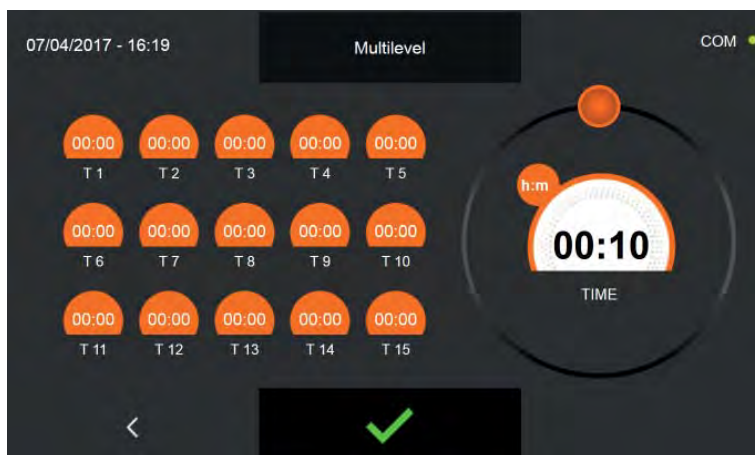 07/04/2017 - 16:19
Multilevel
COM
00:00 00:00 00:00 00:00 00:00
T 1 T 2 T 3 T 4 T 5
00:00 00:00 00:00 00:00 00:00
T 6 T 7 T 8 T 9 T 10
00:00 00:00 00:00 00:00 00:00
T 11 T 12 T 13 T 14 T 15
h:m
00:10
TIME